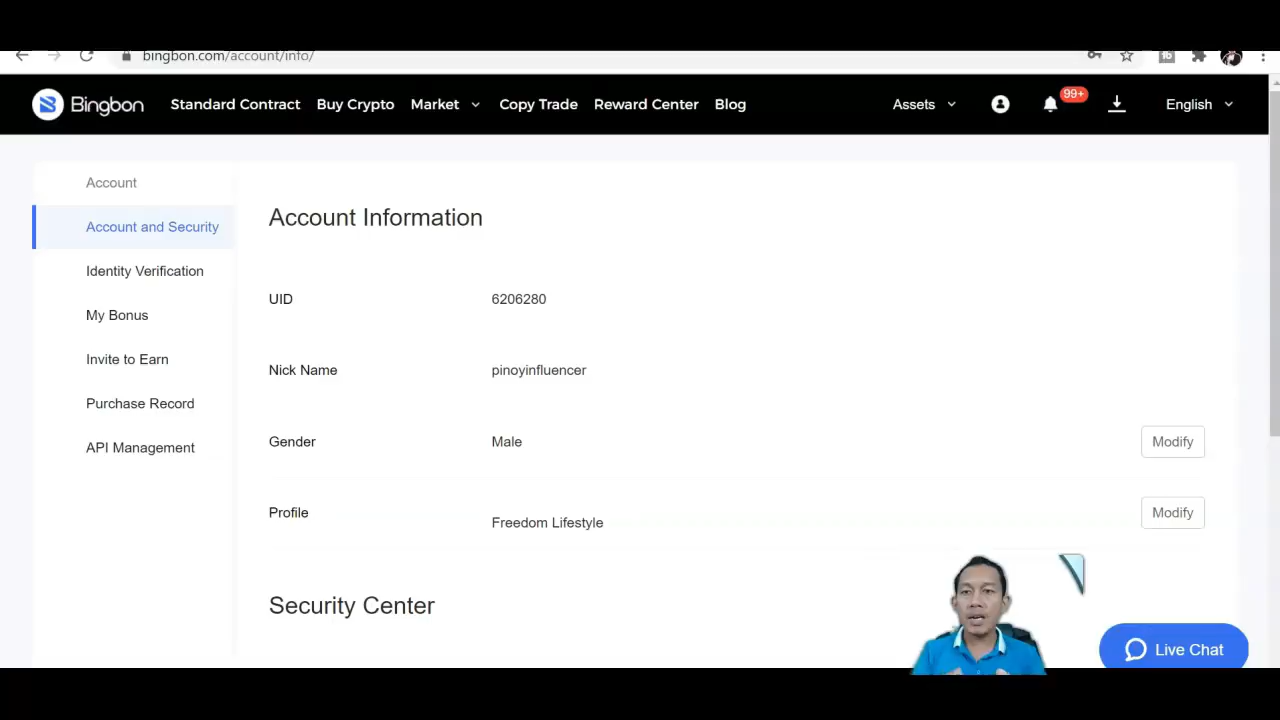 bingbon.com/account/info/
Bingbon Standard Contract Buy Crypto Market Copy Trade Reward Center Blog Assets 99+ English
Account
Account and Security
Identity Verification
My Bonus
Invite to Earn
Purchase Record
API Management
Account Information
UID 6206280
Nick Name pinoyinfluencer
Gender Male Modify
Profile Freedom Lifestyle Modify
Security Center
Live Chat